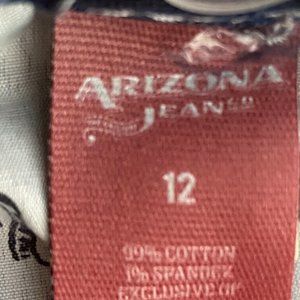 ARIZONA
JEAN CO
12
99% COTTON
1% SPANDEX
EXCLUSIVE OF